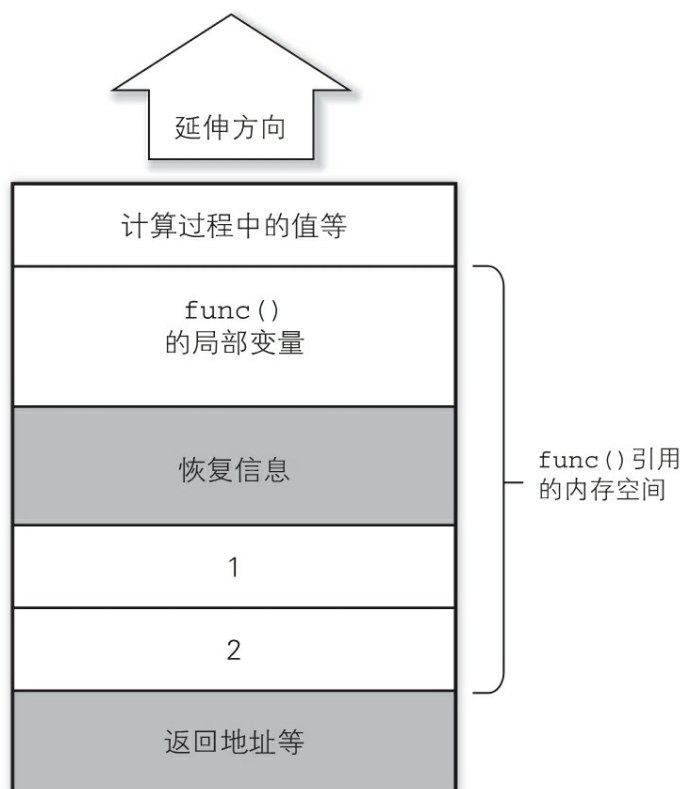 延伸方向
计算过程中的值等
func()
的局部变量
恢复信息
func()引用
的内存空间
1
2
返回地址等